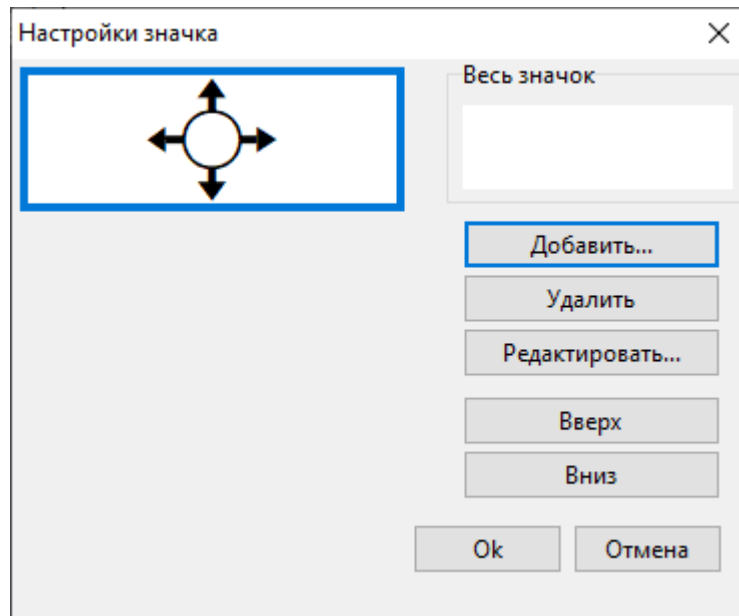 Настройки значка
Весь значок
Добавить...
Удалить
Редактировать...
Вверх
Вниз
Ok
Отмена